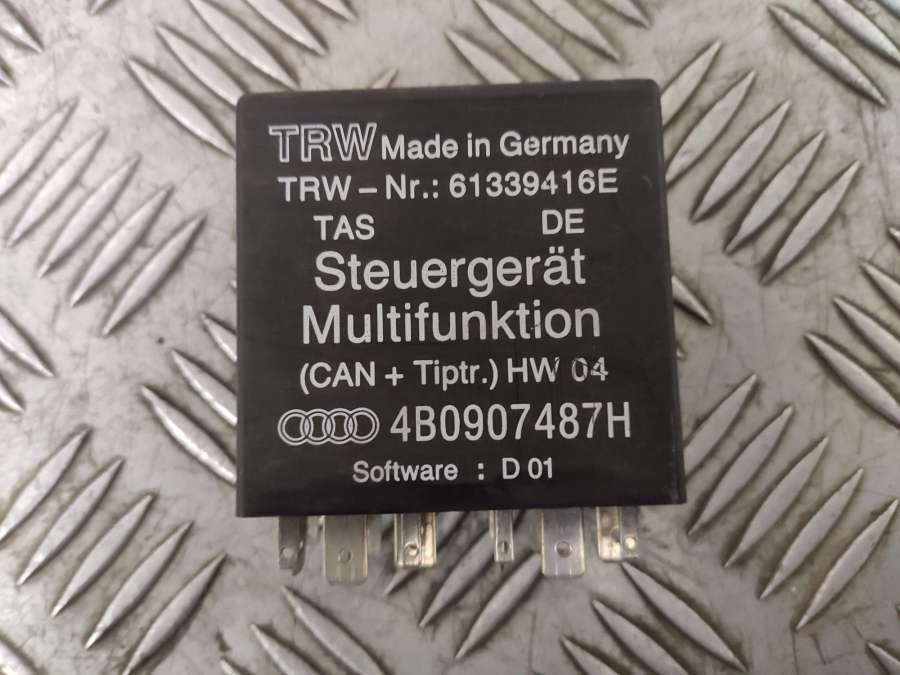 TRW Made in Germany
TRW – Nr.: 61339416E
TAS DE
Steuergerät
Multifunktion
(CAN + Tiptr.) HW 04
4B0907487H
Software : D 01